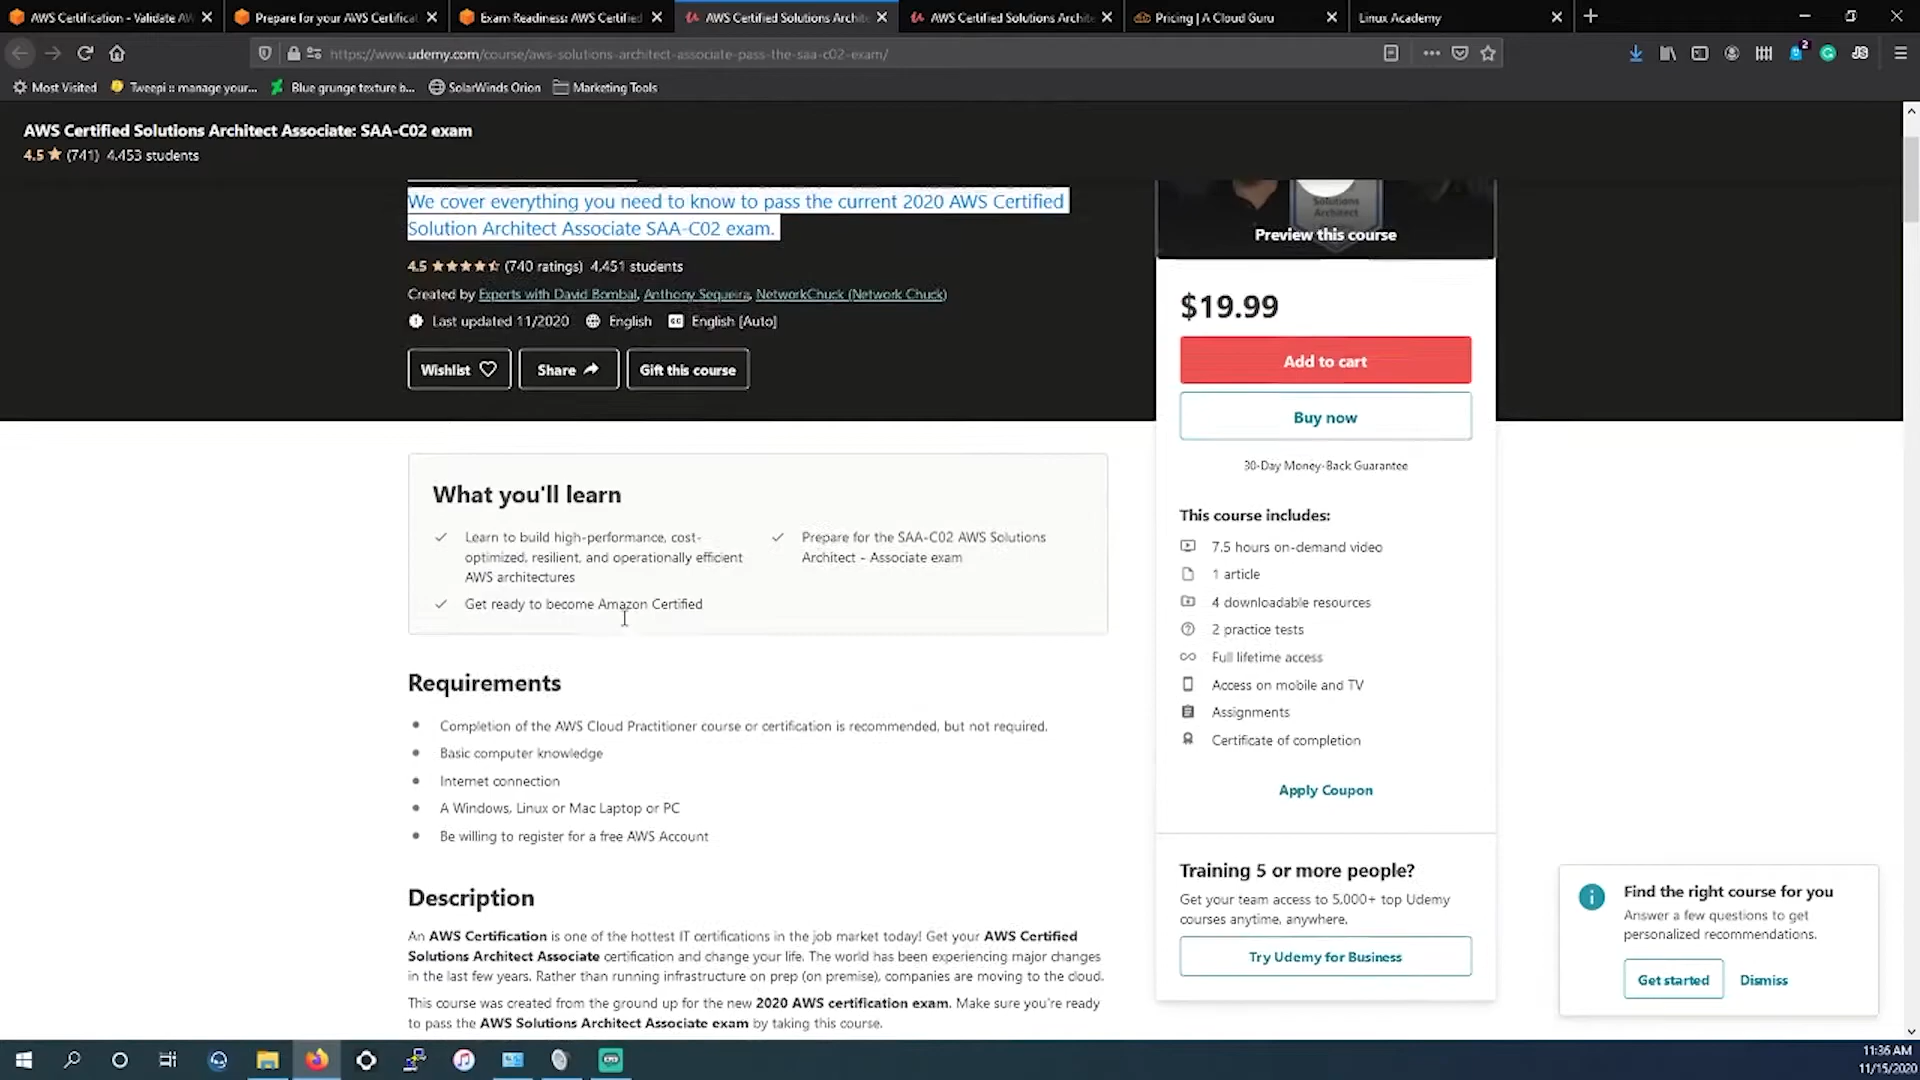 AWS Certification - Validate AW
Prepare for your AWS Certificat
Exam Readiness: AWS Certified
AWS Certified Solutions Archite
AWS Certified Solutions Archite
Pricing | A Cloud Guru
Linux Academy
https://www.udemy.com/course/aws-solutions-architect-associate-pass-the-saa-c02-exam/
2
Most Visited
Tweepi :: manage your...
Blue grunge texture b...
SolarWinds Orion
Marketing Tools
AWS Certified Solutions Architect Associate: SAA-C02 exam
4.5 ★ (741) 4,453 students
We cover everything you need to know to pass the current 2020 AWS Certified
Solution Architect Associate SAA-C02 exam.
4.5 (740 ratings) 4,451 students
Created by Experts with David Bombal, Anthony Sequeira, NetworkChuck (Network Chuck)
Last updated 11/2020 English English [Auto]
Wishlist
Share
Gift this course
Solutions
Architect
Preview this course
$19.99
Add to cart
Buy now
30-Day Money-Back Guarantee
This course includes:
7.5 hours on-demand video
1 article
4 downloadable resources
2 practice tests
Full lifetime access
Access on mobile and TV
Assignments
Certificate of completion
Apply Coupon
Training 5 or more people?
Get your team access to 5,000+ top Udemy
courses anytime, anywhere.
Try Udemy for Business
What you'll learn
Learn to build high-performance, cost-
optimized, resilient, and operationally efficient
AWS architectures
Get ready to become Amazon Certified
Prepare for the SAA-C02 AWS Solutions
Architect - Associate exam
Requirements
Completion of the AWS Cloud Practitioner course or certification is recommended, but not required.
Basic computer knowledge
Internet connection
A Windows, Linux or Mac Laptop or PC
Be willing to register for a free AWS Account
Description
An AWS Certification is one of the hottest IT certifications in the job market today! Get your AWS Certified
Solutions Architect Associate certification and change your life. The world has been experiencing major changes
in the last few years. Rather than running infrastructure on prep (on premise), companies are moving to the cloud.
This course was created from the ground up for the new 2020 AWS certification exam. Make sure you're ready
to pass the AWS Solutions Architect Associate exam by taking this course.
Find the right course for you
Answer a few questions to get
personalized recommendations.
Get started
Dismiss
11:36 AM
11/15/2020